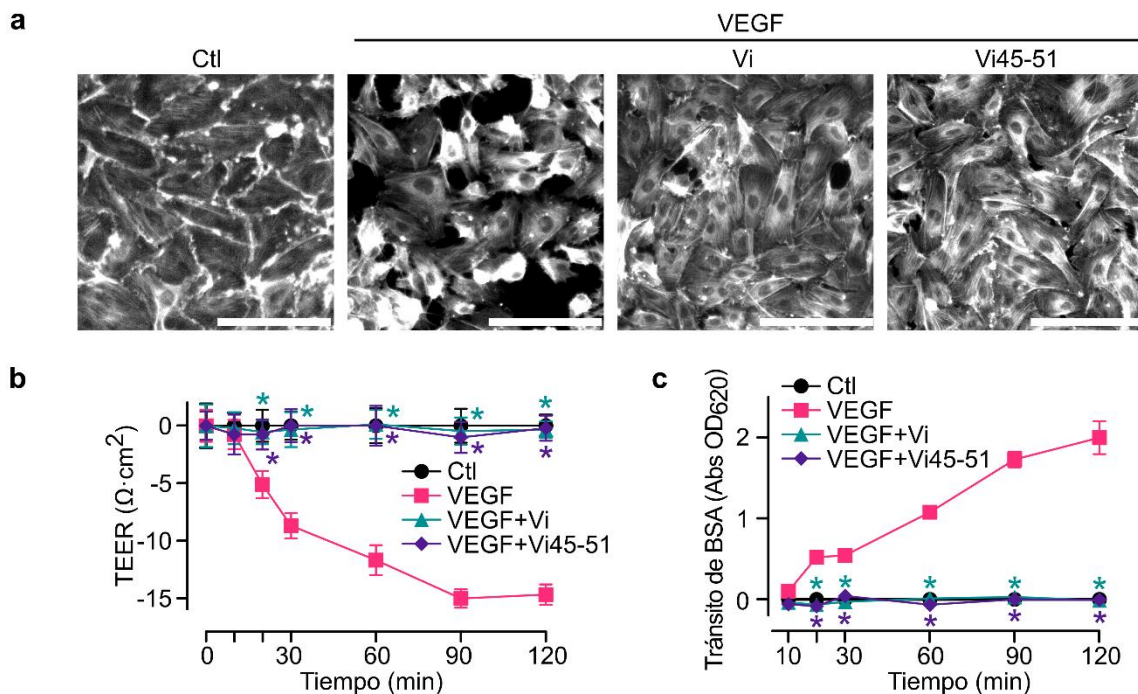 a
VEGF
Ctl
Vi
Vi45-51
b
TEER (Ω·cm²)
0
-5
-10
-15
* * * * *
* * * * *
Ctl
VEGF
VEGF+Vi
VEGF+Vi45-51
0 30 60 90 120
Tiempo (min)
c
Tránsito de BSA (Abs OD620)
2
1
0
Ctl
VEGF
VEGF+Vi
VEGF+Vi45-51
* * * * *
* * * * *
10 30 60 90 120
Tiempo (min)